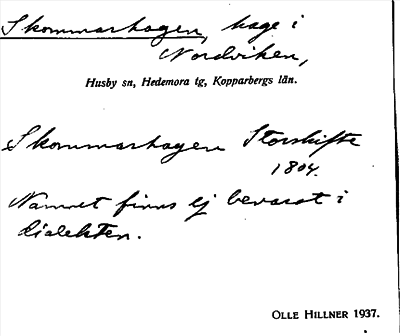 Skommarhagen, hage i
Nordviken,
Husby sn, Hedemora tg, Kopparbergs län.
Skommarhagen Storskifte
1804.
Namnet finns ej bevarat i
dialekten.
OLLE HILLNER 1937.